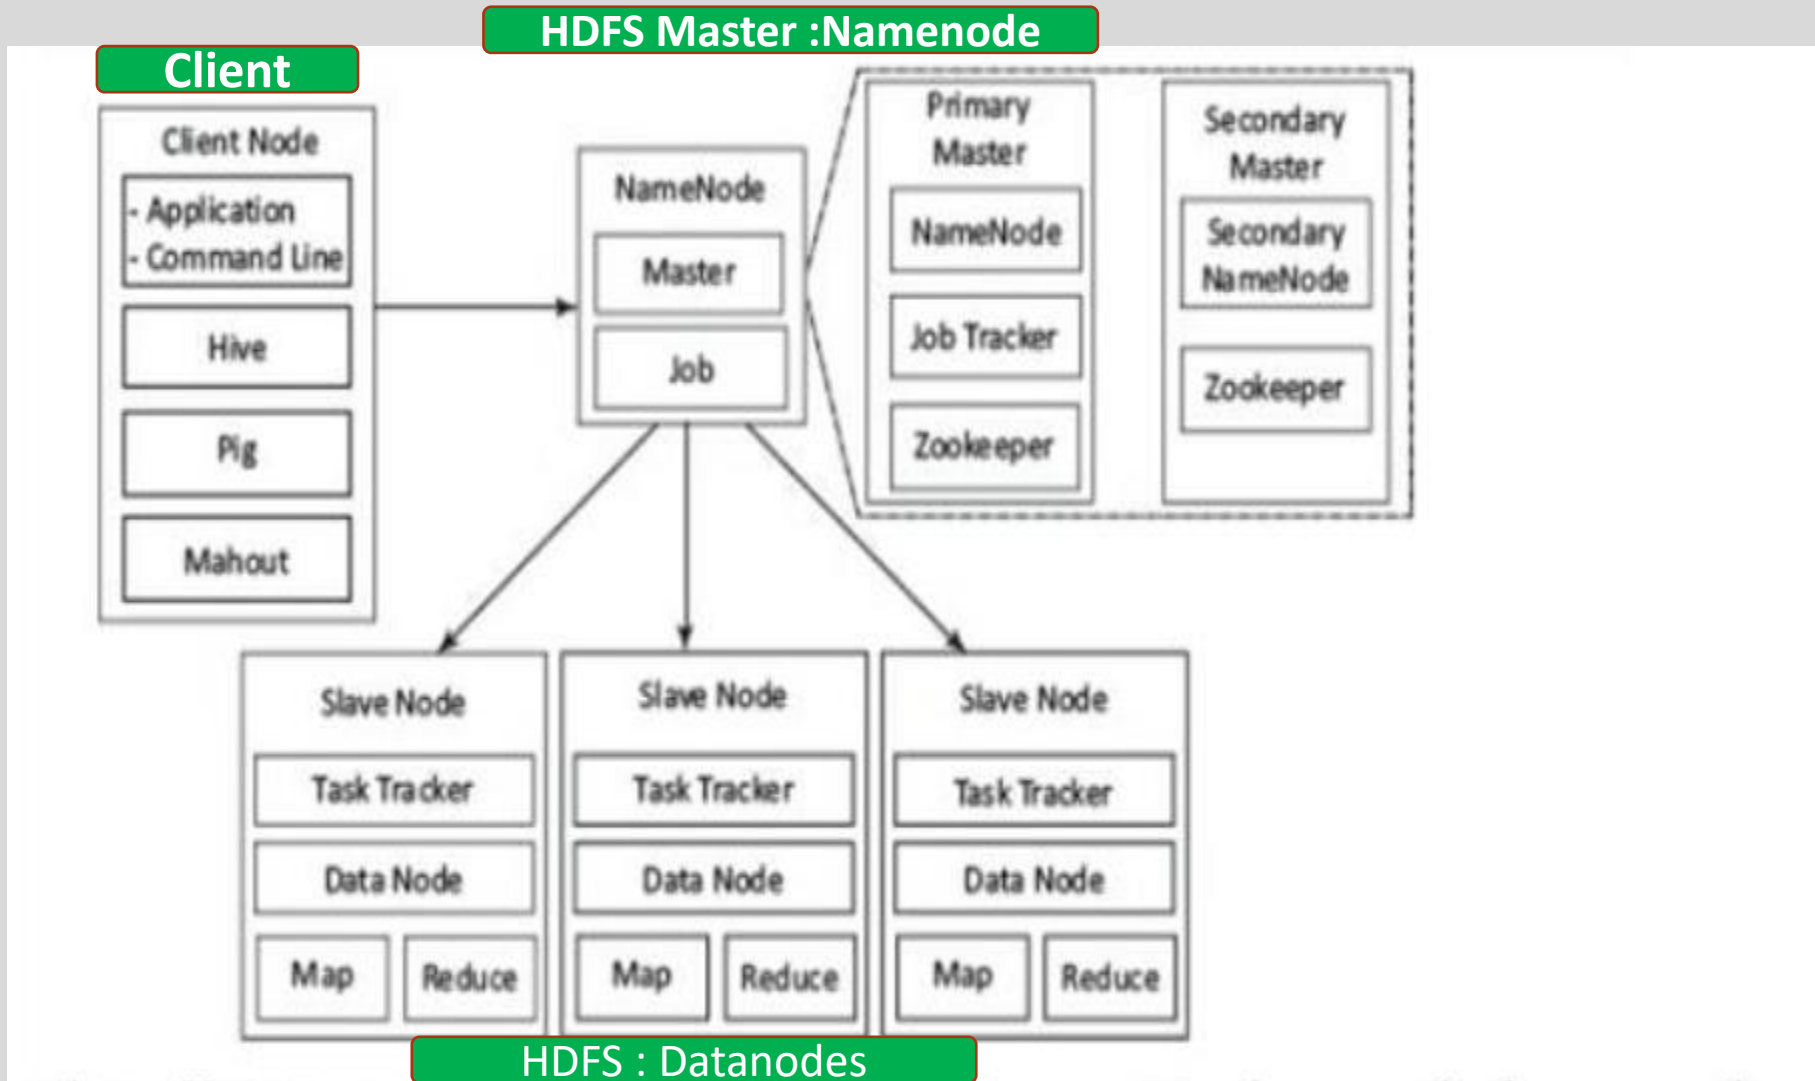 HDFS Master :Namenode
Client
Client Node
- Application
- Command Line
Hive
Pig
Mahout
NameNode
Master
Job
Primary
Master
NameNode
Job Tracker
Zookeeper
Secondary
Master
Secondary
NameNode
Zookeeper
Slave Node
Task Tracker
Data Node
Map
Reduce
Slave Node
Task Tracker
Data Node
Map
Reduce
Slave Node
Task Tracker
Data Node
Map
Reduce
HDFS : Datanodes